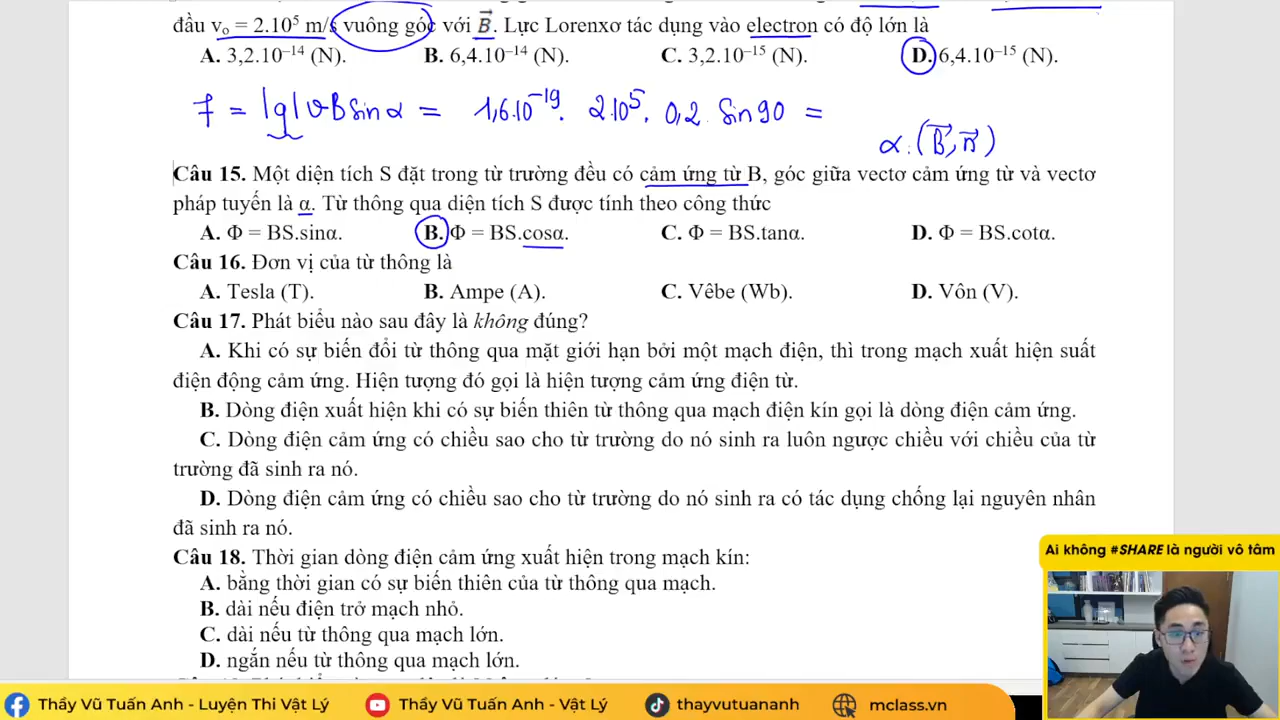 đầu v₀ = 2.10⁵ m/s vuông góc với B⃗. Lực Lorenxơ tác dụng vào electron có độ lớn là
A. 3,2.10⁻¹⁴ (N). B. 6,4.10⁻¹⁴ (N). C. 3,2.10⁻¹⁵ (N). D. 6,4.10⁻¹⁵ (N).
f = |q|vBsinα = 1,6.10⁻¹⁹. 2.10⁵. 0,2. Sin90 =
α: (B⃗, n⃗)
Câu 15. Một diện tích S đặt trong từ trường đều có cảm ứng từ B, góc giữa vectơ cảm ứng từ và vectơ
pháp tuyến là α. Từ thông qua diện tích S được tính theo công thức
A. Φ = BS.sinα. B. Φ = BS.cosα. C. Φ = BS.tanα. D. Φ = BS.cotα.
Câu 16. Đơn vị của từ thông là
A. Tesla (T). B. Ampe (A). C. Vêbe (Wb). D. Vôn (V).
Câu 17. Phát biểu nào sau đây là không đúng?
A. Khi có sự biến đổi từ thông qua mặt giới hạn bởi một mạch điện, thì trong mạch xuất hiện suất
điện động cảm ứng. Hiện tượng đó gọi là hiện tượng cảm ứng điện từ.
B. Dòng điện xuất hiện khi có sự biến thiên từ thông qua mạch điện kín gọi là dòng điện cảm ứng.
C. Dòng điện cảm ứng có chiều sao cho từ trường do nó sinh ra luôn ngược chiều với chiều của từ
trường đã sinh ra nó.
D. Dòng điện cảm ứng có chiều sao cho từ trường do nó sinh ra có tác dụng chống lại nguyên nhân
đã sinh ra nó.
Câu 18. Thời gian dòng điện cảm ứng xuất hiện trong mạch kín:
A. bằng thời gian có sự biến thiên của từ thông qua mạch.
B. dài nếu điện trở mạch nhỏ.
C. dài nếu từ thông qua mạch lớn.
D. ngắn nếu từ thông qua mạch lớn.
Ai không #SHARE là người vô tâm
Thầy Vũ Tuấn Anh - Luyện Thi Vật Lý Thầy Vũ Tuấn Anh - Vật Lý thayvutuananh mclass.vn